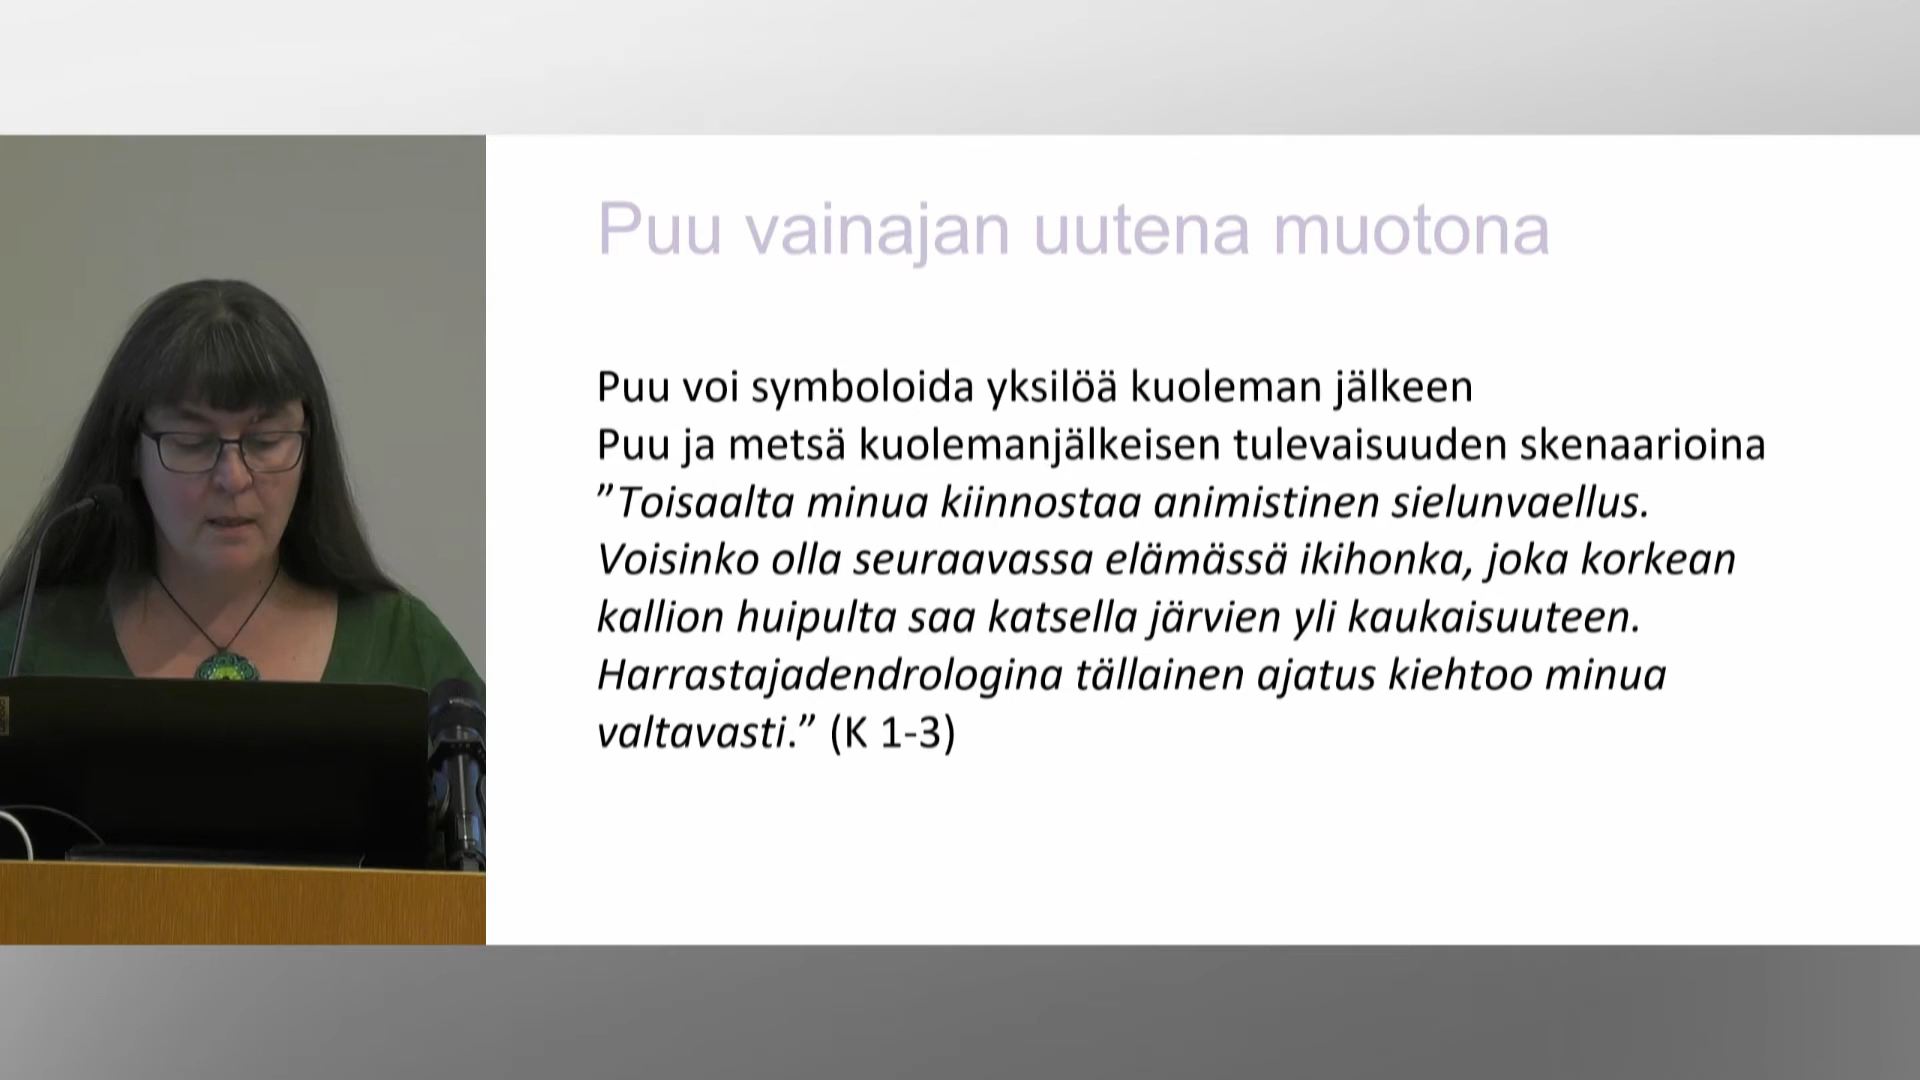 Puu vainajan uutena muotona
Puu voi symboloida yksilöä kuoleman jälkeen
Puu ja metsä kuolemanjälkeisen tulevaisuuden skenaarioina
”Toisaalta minua kiinnostaa animistinen sielunvaellus.
Voisinko olla seuraavassa elämässä ikihonka, joka korkean
kallion huipulta saa katsella järvien yli kaukaisuuteen.
Harrastajadendrologina tällainen ajatus kiehtoo minua
valtavasti.” (K 1-3)